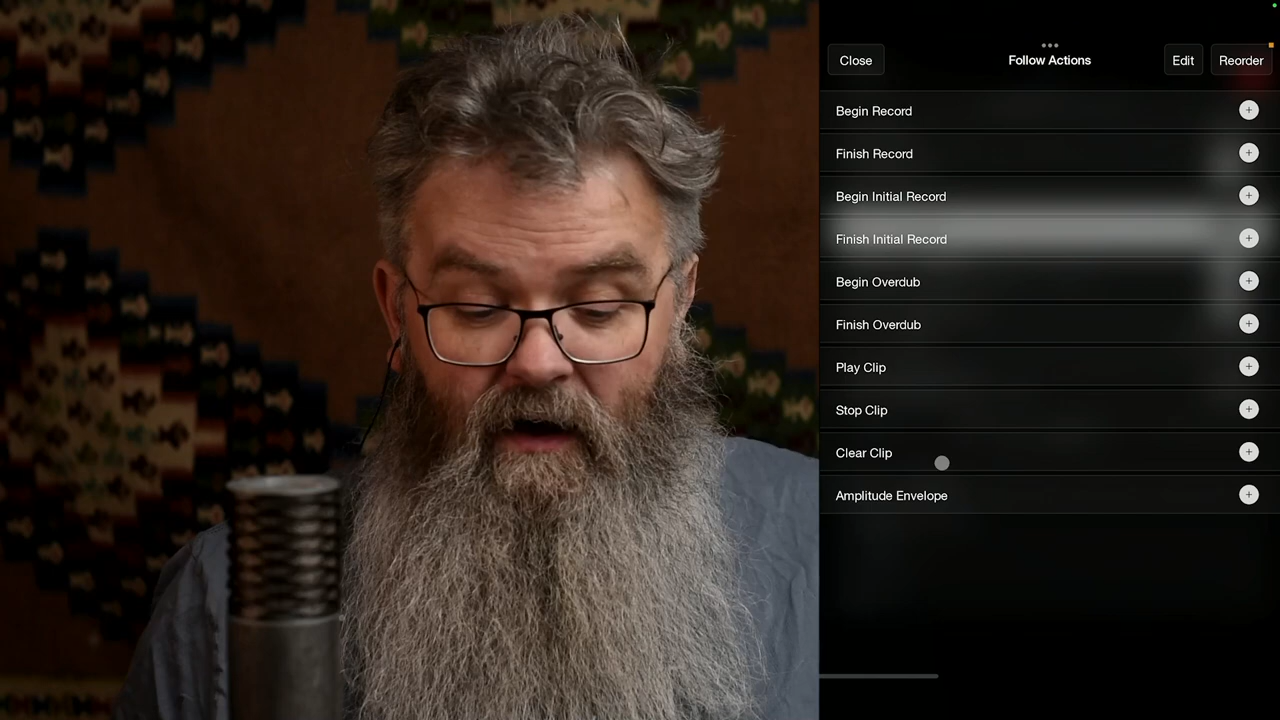 Close
Follow Actions
Edit
Reorder
Begin Record
Finish Record
Begin Initial Record
Finish Initial Record
Begin Overdub
Finish Overdub
Play Clip
Stop Clip
Clear Clip
Amplitude Envelope